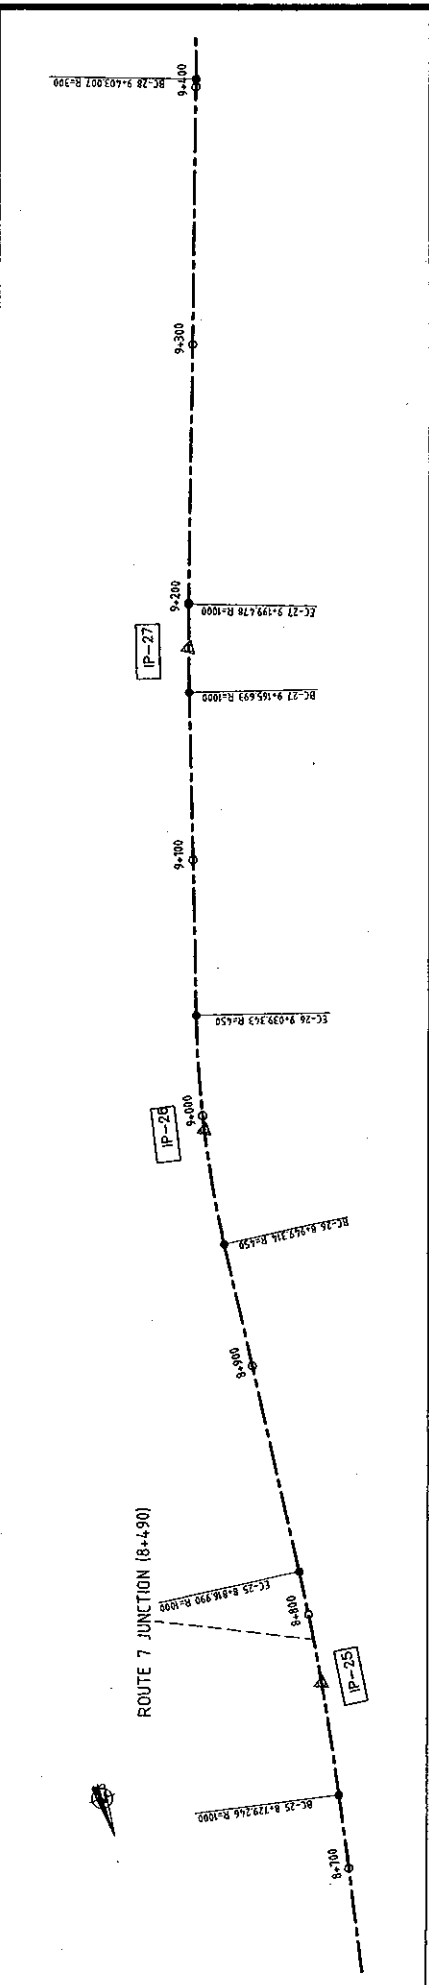 BC-28 9+403.007 R=300
9+400
9+300
9+200
EC-27 9+199.478 R=1000
IP-27
BC-27 9+165.693 R=1000
9+100
EC-26 9+039.343 R=450
9+000
IP-26
BC-26 8+947.314 R=450
8+900
ROUTE 7 JUNCTION (8+490)
EC-25 8+816.990 R=1000
8+800
IP-25
BC-25 8+729.246 R=1000
8+700